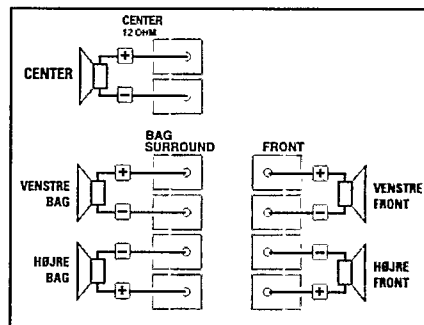 CENTER
12 OHM
CENTER
+
−
BAG
SURROUND
FRONT
VENSTRE
BAG
+
−
+
−
VENSTRE
FRONT
HØJRE
BAG
−
+
−
+
HØJRE
FRONT